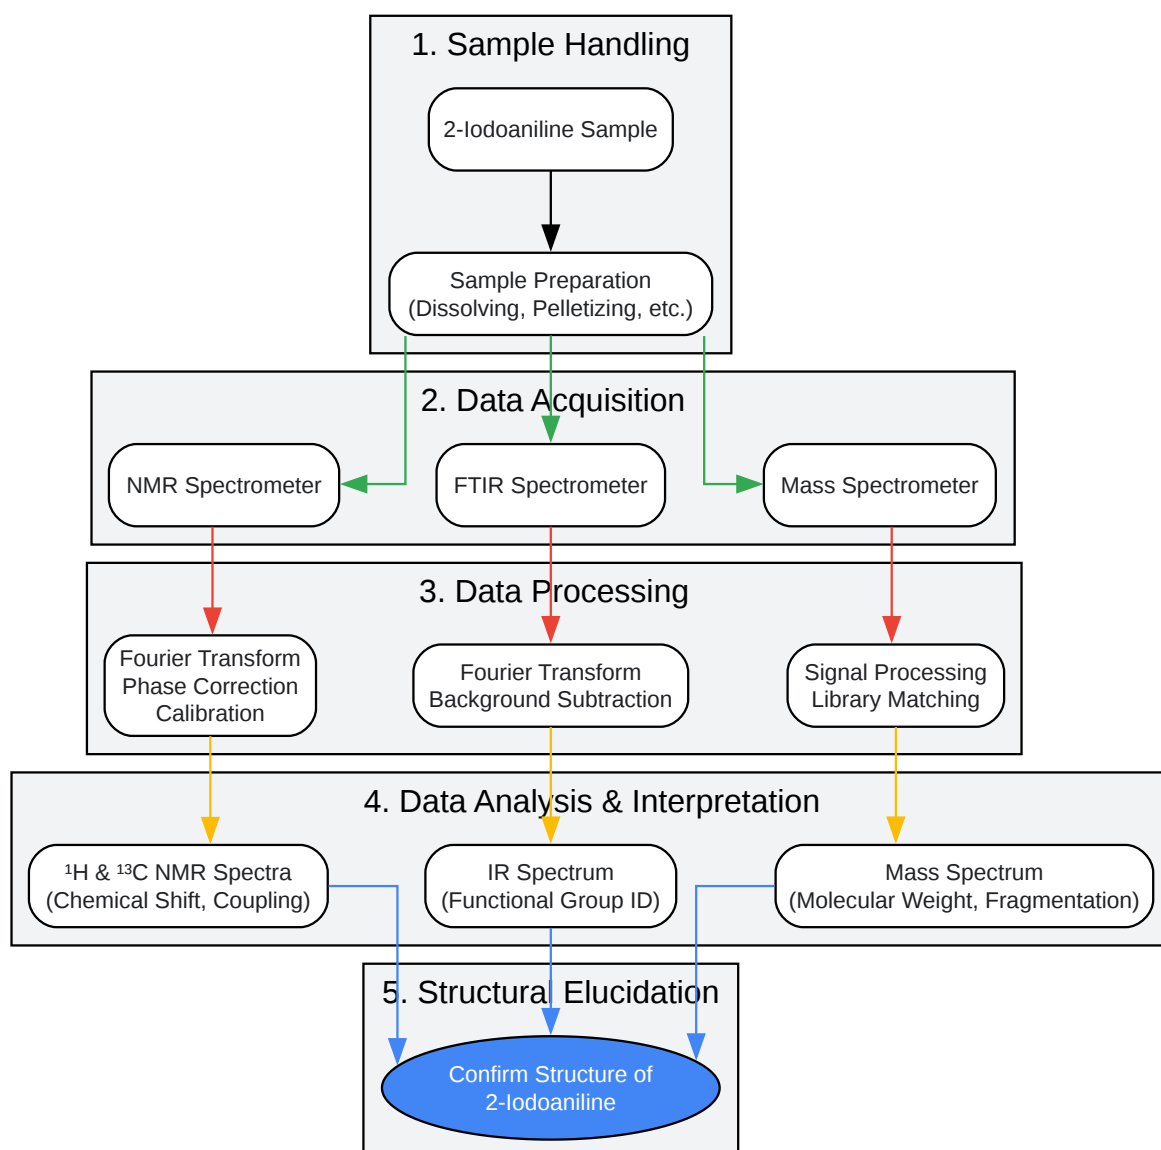 1. Sample Handling
2-Iodoaniline Sample
Sample Preparation
(Dissolving, Pelletizing, etc.)
2. Data Acquisition
NMR Spectrometer
FTIR Spectrometer
Mass Spectrometer
3. Data Processing
Fourier Transform
Phase Correction
Calibration
Fourier Transform
Background Subtraction
Signal Processing
Library Matching
4. Data Analysis & Interpretation
¹H & ¹³C NMR Spectra
(Chemical Shift, Coupling)
IR Spectrum
(Functional Group ID)
Mass Spectrum
(Molecular Weight, Fragmentation)
5. Structural Elucidation
Confirm Structure of
2-Iodoaniline